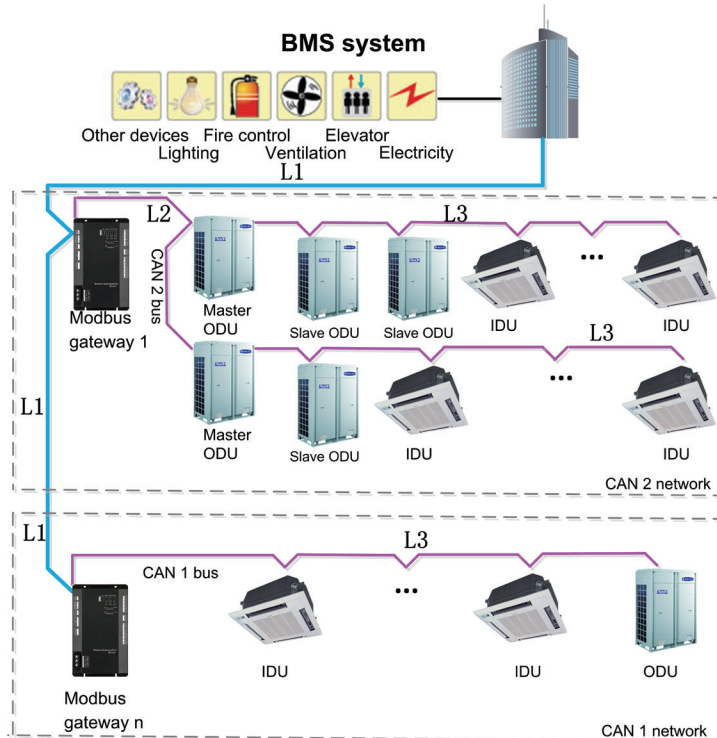 BMS system
Other devices
Lighting
Fire control
Ventilation
Elevator
Electricity
L1
L2
L3
CAN 2 bus
Modbus
gateway 1
Master
ODU
Slave ODU
Slave ODU
IDU
IDU
L3
L1
Master
ODU
Slave ODU
IDU
IDU
CAN 2 network
L1
L3
CAN 1 bus
IDU
IDU
ODU
Modbus
gateway n
CAN 1 network